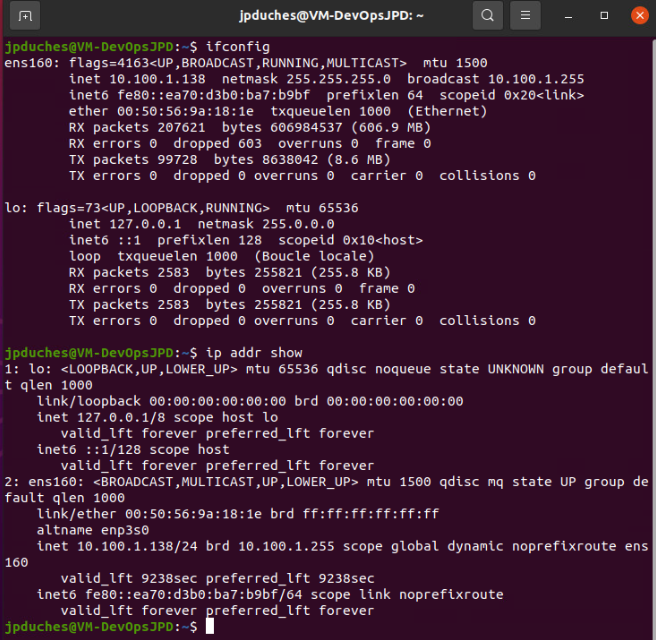 jpduches@VM-DevOpsJPD: ~
jpduches@VM-DevOpsJPD:~$ ifconfig
ens160: flags=4163<UP,BROADCAST,RUNNING,MULTICAST>  mtu 1500
        inet 10.100.1.138  netmask 255.255.255.0  broadcast 10.100.1.255
        inet6 fe80::ea70:d3b0:ba7:b9bf  prefixlen 64  scopeid 0x20<link>
        ether 00:50:56:9a:18:1e  txqueuelen 1000  (Ethernet)
        RX packets 207621  bytes 606984537 (606.9 MB)
        RX errors 0  dropped 603  overruns 0  frame 0
        TX packets 99728  bytes 8638042 (8.6 MB)
        TX errors 0  dropped 0 overruns 0  carrier 0  collisions 0
lo: flags=73<UP,LOOPBACK,RUNNING>  mtu 65536
        inet 127.0.0.1  netmask 255.0.0.0
        inet6 ::1  prefixlen 128  scopeid 0x10<host>
        loop  txqueuelen 1000  (Boucle locale)
        RX packets 2583  bytes 255821 (255.8 KB)
        RX errors 0  dropped 0  overruns 0  frame 0
        TX packets 2583  bytes 255821 (255.8 KB)
        TX errors 0  dropped 0 overruns 0  carrier 0  collisions 0
jpduches@VM-DevOpsJPD:~$ ip addr show
1: lo: <LOOPBACK,UP,LOWER_UP> mtu 65536 qdisc noqueue state UNKNOWN group defaul
t qlen 1000
    link/loopback 00:00:00:00:00:00 brd 00:00:00:00:00:00
    inet 127.0.0.1/8 scope host lo
       valid_lft forever preferred_lft forever
    inet6 ::1/128 scope host
       valid_lft forever preferred_lft forever
2: ens160: <BROADCAST,MULTICAST,UP,LOWER_UP> mtu 1500 qdisc mq state UP group de
fault qlen 1000
    link/ether 00:50:56:9a:18:1e brd ff:ff:ff:ff:ff:ff
    altname enp3s0
    inet 10.100.1.138/24 brd 10.100.1.255 scope global dynamic noprefixroute ens
160
       valid_lft 9238sec preferred_lft 9238sec
    inet6 fe80::ea70:d3b0:ba7:b9bf/64 scope link noprefixroute
       valid_lft forever preferred_lft forever
jpduches@VM-DevOpsJPD:~$